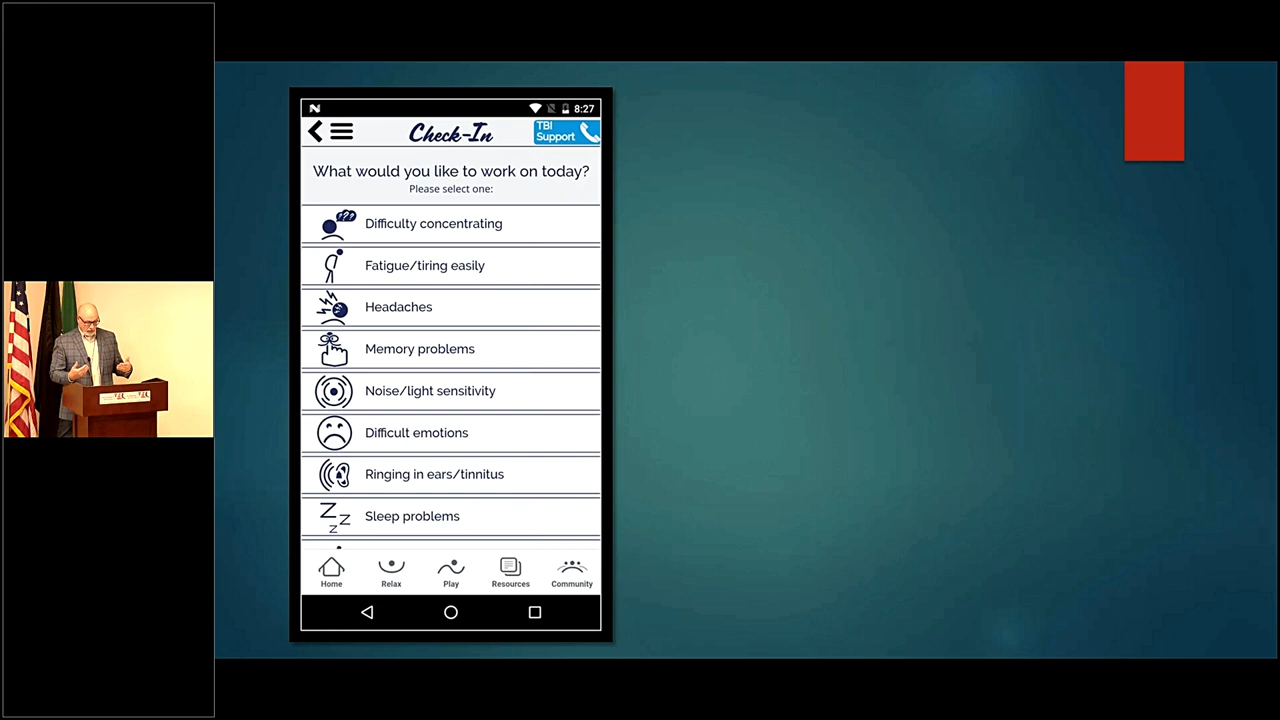 8:27
Check-In
TBI
Support
What would you like to work on today?
Please select one:
Difficulty concentrating
???
Fatigue/tiring easily
Headaches
Memory problems
Noise/light sensitivity
Difficult emotions
Ringing in ears/tinnitus
Z Z Z
Sleep problems
Home
Relax
Play
Resources
Community